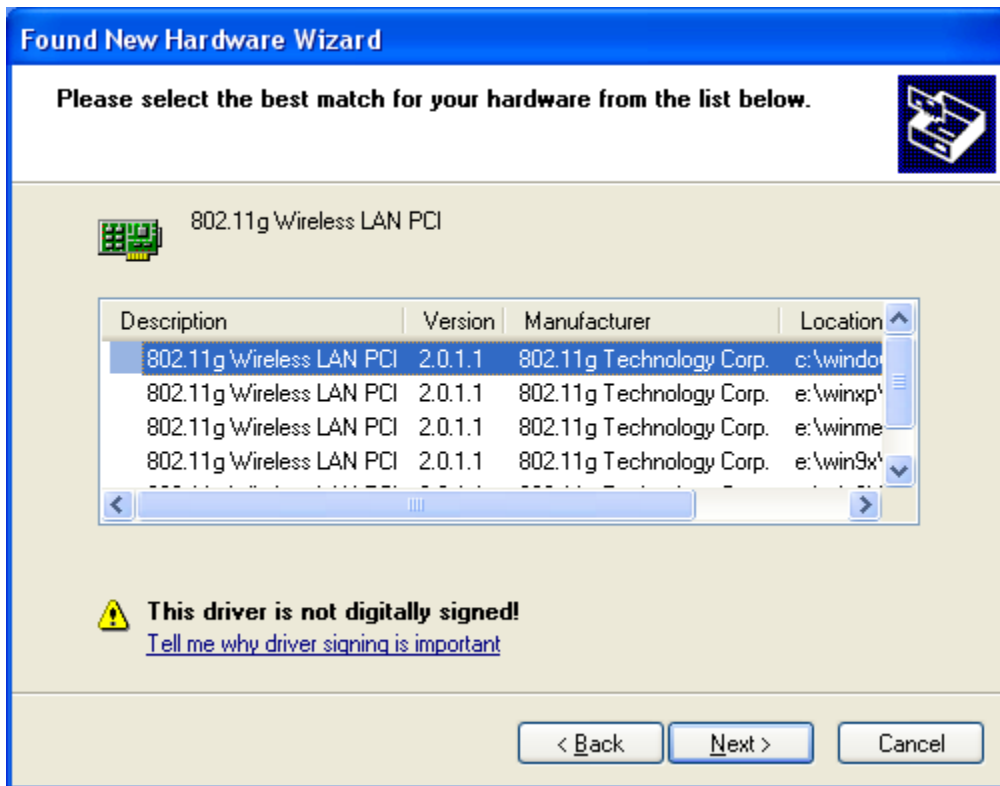 Found New Hardware Wizard
Please select the best match for your hardware from the list below.
802.11g Wireless LAN PCI
Description Version Manufacturer Location
802.11g Wireless LAN PCI 2.0.1.1 802.11g Technology Corp. c:\windo
802.11g Wireless LAN PCI 2.0.1.1 802.11g Technology Corp. e:\winxp\
802.11g Wireless LAN PCI 2.0.1.1 802.11g Technology Corp. e:\winme
802.11g Wireless LAN PCI 2.0.1.1 802.11g Technology Corp. e:\win9x\
This driver is not digitally signed!
Tell me why driver signing is important
< Back Next > Cancel